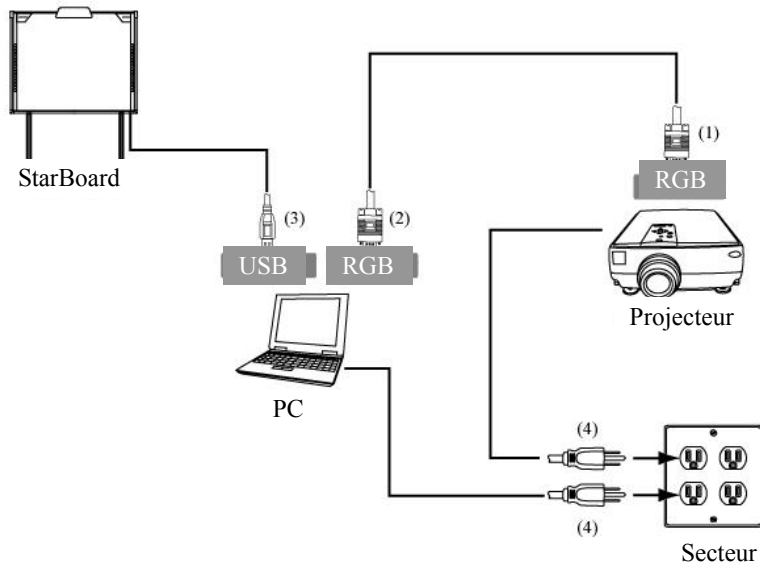 (1)
RGB
StarBoard
(3)
(2)
USB
RGB
Projecteur
PC
(4)
(4)
Secteur